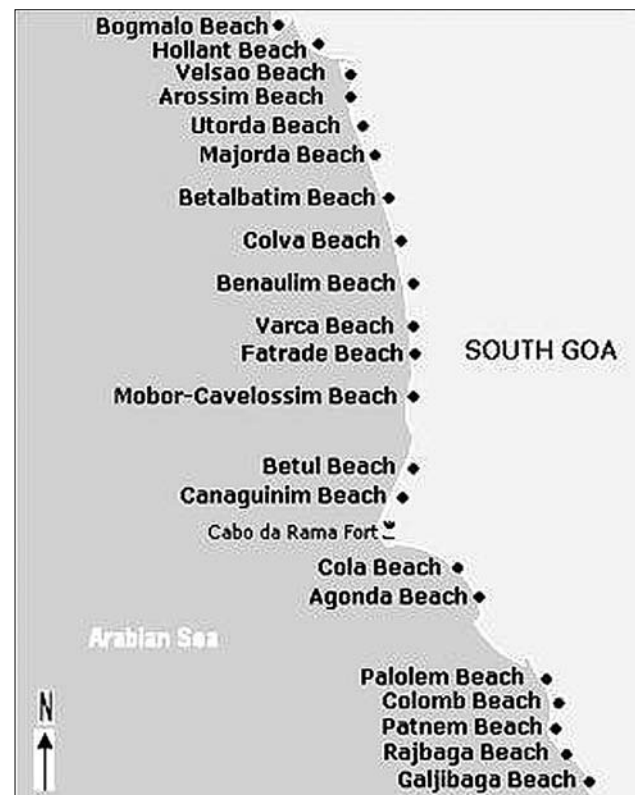 Bogmalo Beach
Hollant Beach
Velsao Beach
Arossim Beach
Utorda Beach
Majorda Beach
Betalbatim Beach
Colva Beach
Benaulim Beach
Varca Beach
Fatrade Beach
SOUTH GOA
Mobor-Cavelossim Beach
Betul Beach
Canaguinim Beach
Cabo da Rama Fort
Cola Beach
Agonda Beach
Arabian Sea
Palolem Beach
N
Colomb Beach
Patnem Beach
Rajbaga Beach
Galjibaga Beach